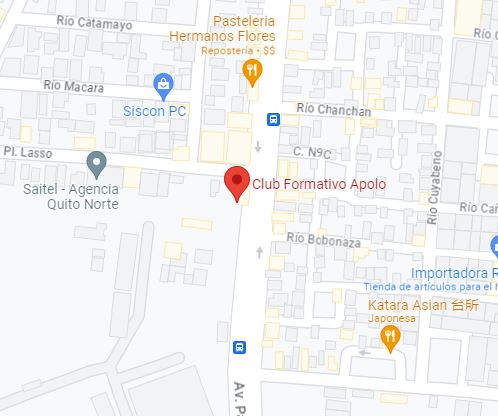 Río Catamayo
Pastelería
Hermanos Flores
Repostería • $$
Río Macara
Siscon PC
Río Chanchan
Pl. Lasso
C. N9C
Saitel - Agencia
Quito Norte
Club Formativo Apolo
Río Cuyabeno
Río Cañ
Río Bobonaza
Importadora R
Tienda de artículos para el h
Katara Asian 台所
Japonesa
Av. P